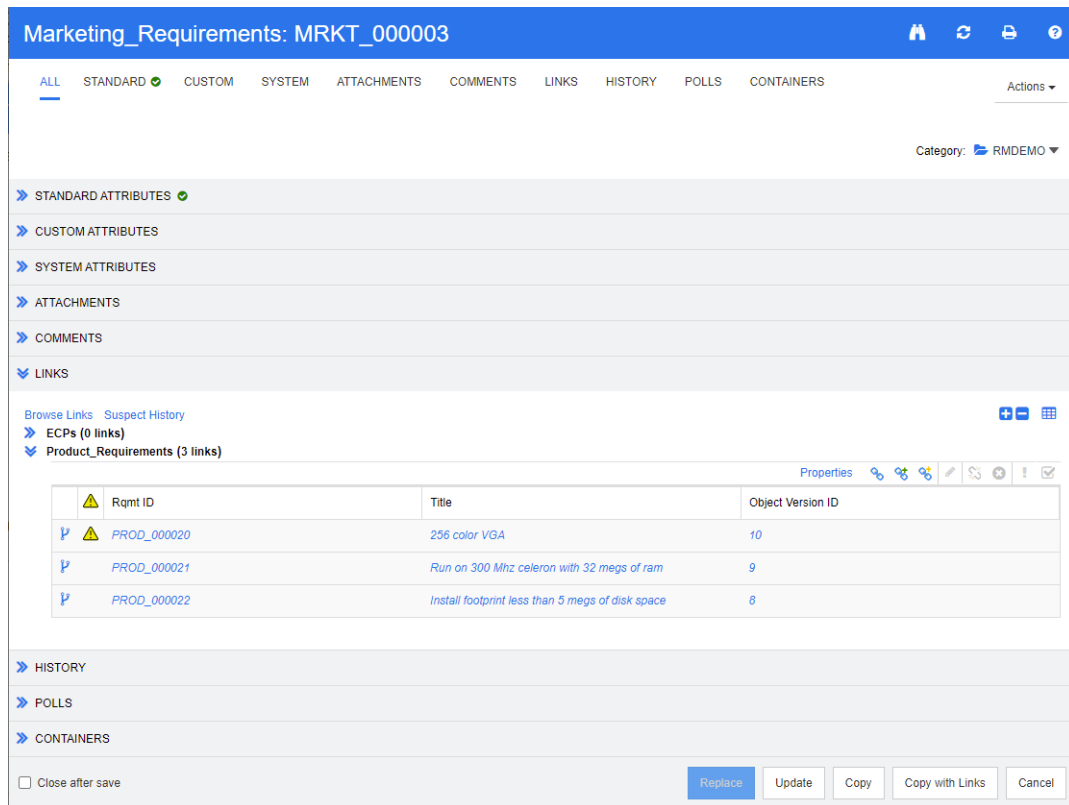 Marketing_Requirements: MRKT_000003
ALL STANDARD CUSTOM SYSTEM ATTACHMENTS COMMENTS LINKS HISTORY POLLS CONTAINERS
Actions
Category: RMDEMO
STANDARD ATTRIBUTES
CUSTOM ATTRIBUTES
SYSTEM ATTRIBUTES
ATTACHMENTS
COMMENTS
LINKS
Browse Links Suspect History
ECPs (0 links)
Product_Requirements (3 links)
Properties
Rqmt ID Title Object Version ID
PROD_000020 256 color VGA 10
PROD_000021 Run on 300 Mhz celeron with 32 megs of ram 9
PROD_000022 Install footprint less than 5 megs of disk space 8
HISTORY
POLLS
CONTAINERS
Close after save Replace Update Copy Copy with Links Cancel